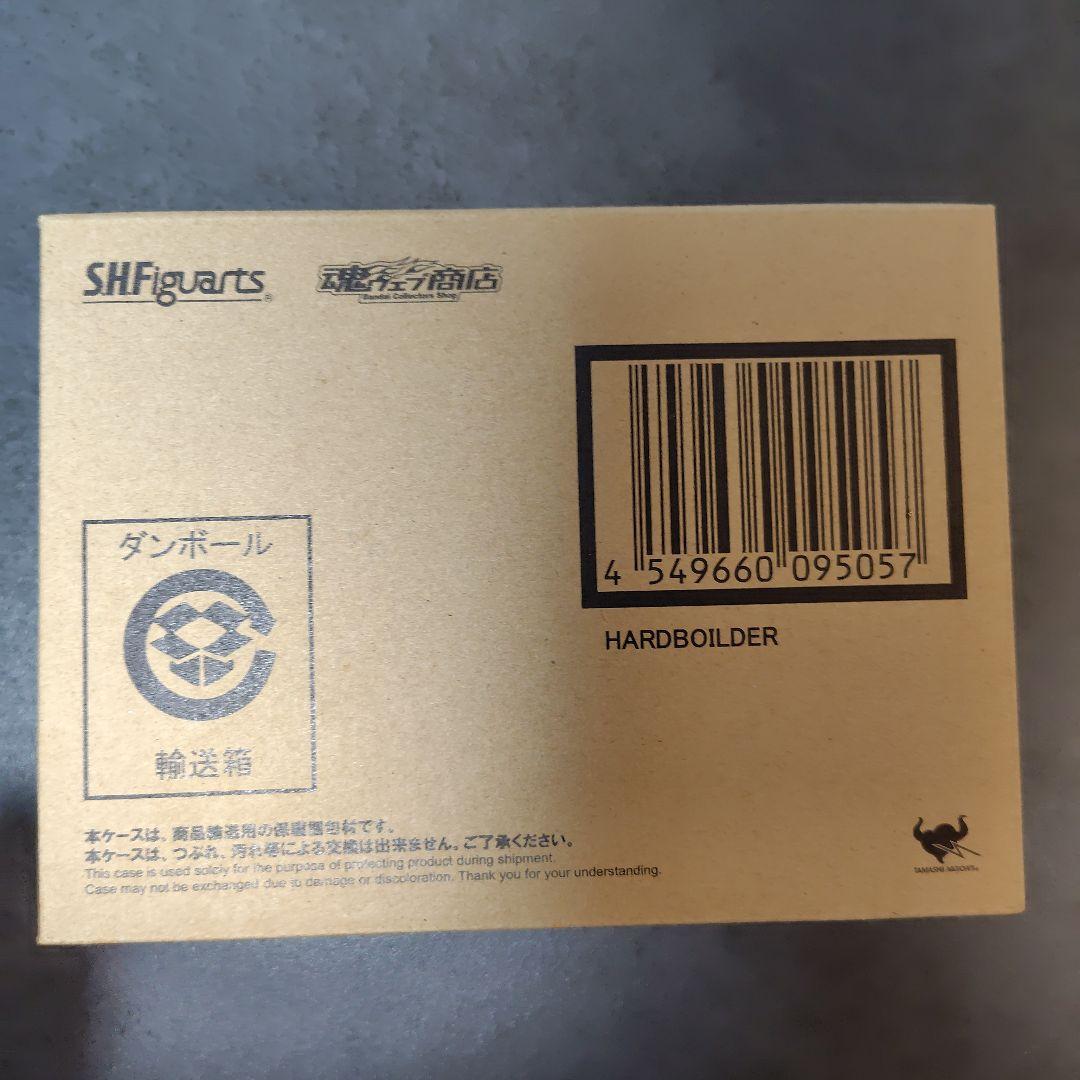 S.H.Figuarts
魂ウェブ商店
Bandai Collectors Shop
4 549660 095057
HARDBOILDER
ダンボール
輸送箱
本ケースは、商品輸送用の保護梱包材です。
本ケースは、つぶれ、汚れ等による交換は出来ません。ご了承ください。
This case is used solely for the purpose of protecting product during shipment.
Case may not be exchanged due to damage or discoloration. Thank you for your understanding.
TAMASHII NATIONS